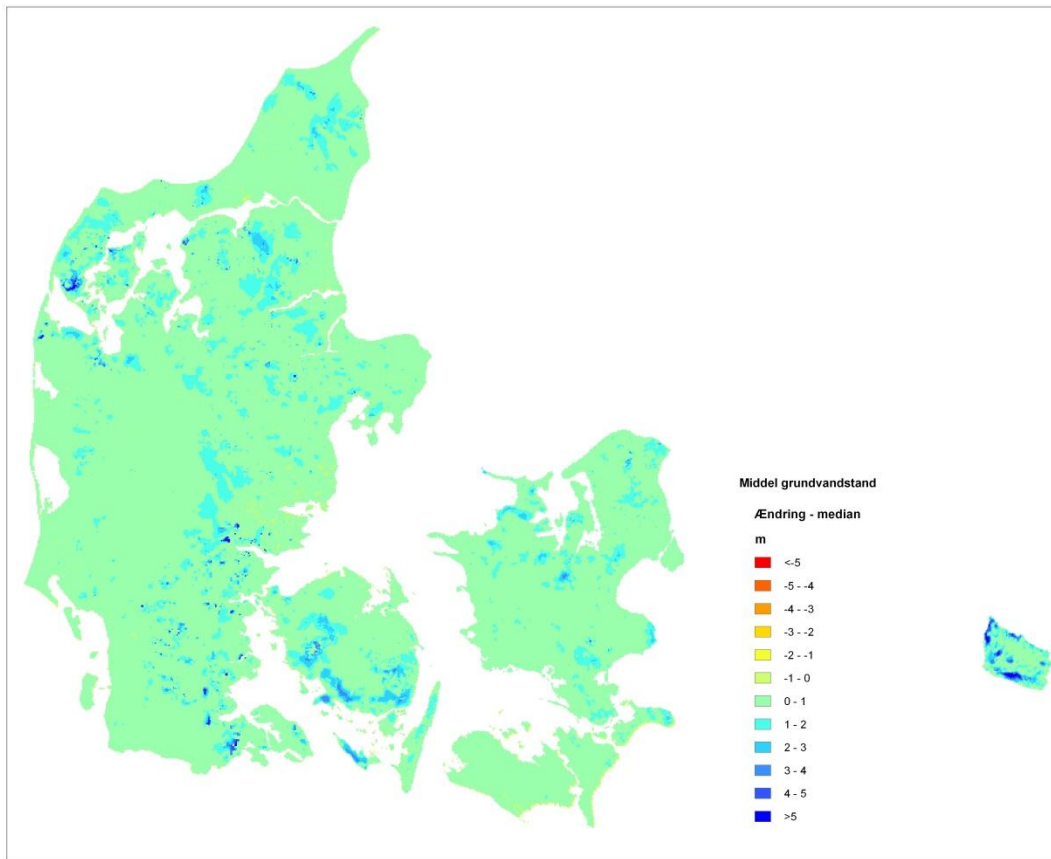 Middel grundvandstand
Ændring - median
m
<-5
-5 - -4
-4 - -3
-3 - -2
-2 - -1
-1 - 0
0 - 1
1 - 2
2 - 3
3 - 4
4 - 5
>5